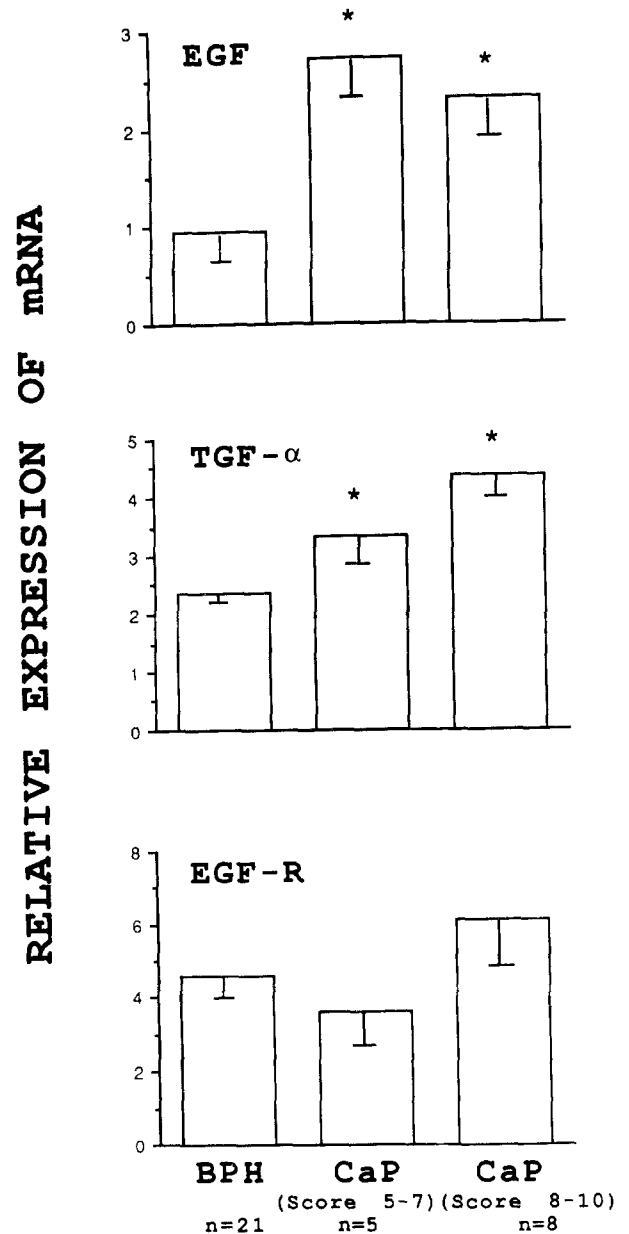 RELATIVE EXPRESSION OF mRNA
EGF
3
2
1
0
*
*
TGF-α
5
4
3
2
1
0
*
*
EGF-R
8
6
4
2
0
BPH CaP CaP
(Score 5-7) (Score 8-10)
n=21 n=5 n=8